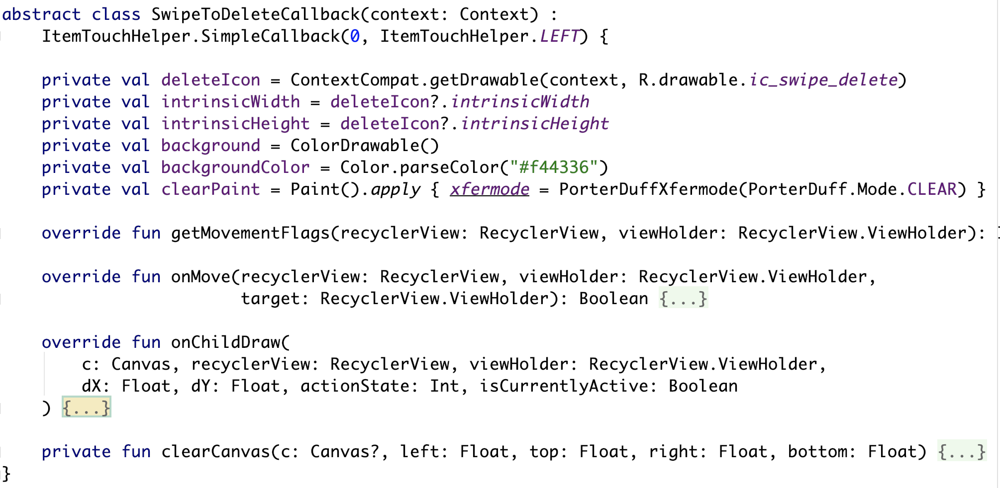 abstract class SwipeToDeleteCallback(context: Context) :
    ItemTouchHelper.SimpleCallback(0, ItemTouchHelper.LEFT) {
    private val deleteIcon = ContextCompat.getDrawable(context, R.drawable.ic_swipe_delete)
    private val intrinsicWidth = deleteIcon?.intrinsicWidth
    private val intrinsicHeight = deleteIcon?.intrinsicHeight
    private val background = ColorDrawable()
    private val backgroundColor = Color.parseColor("#f44336")
    private val clearPaint = Paint().apply { xfermode = PorterDuffXfermode(PorterDuff.Mode.CLEAR) }
    override fun getMovementFlags(recyclerView: RecyclerView, viewHolder: RecyclerView.ViewHolder):
    override fun onMove(recyclerView: RecyclerView, viewHolder: RecyclerView.ViewHolder,
                        target: RecyclerView.ViewHolder): Boolean {...}
    override fun onChildDraw(
        c: Canvas, recyclerView: RecyclerView, viewHolder: RecyclerView.ViewHolder,
        dX: Float, dY: Float, actionState: Int, isCurrentlyActive: Boolean
    ) {...}
    private fun clearCanvas(c: Canvas?, left: Float, top: Float, right: Float, bottom: Float) {...}
}